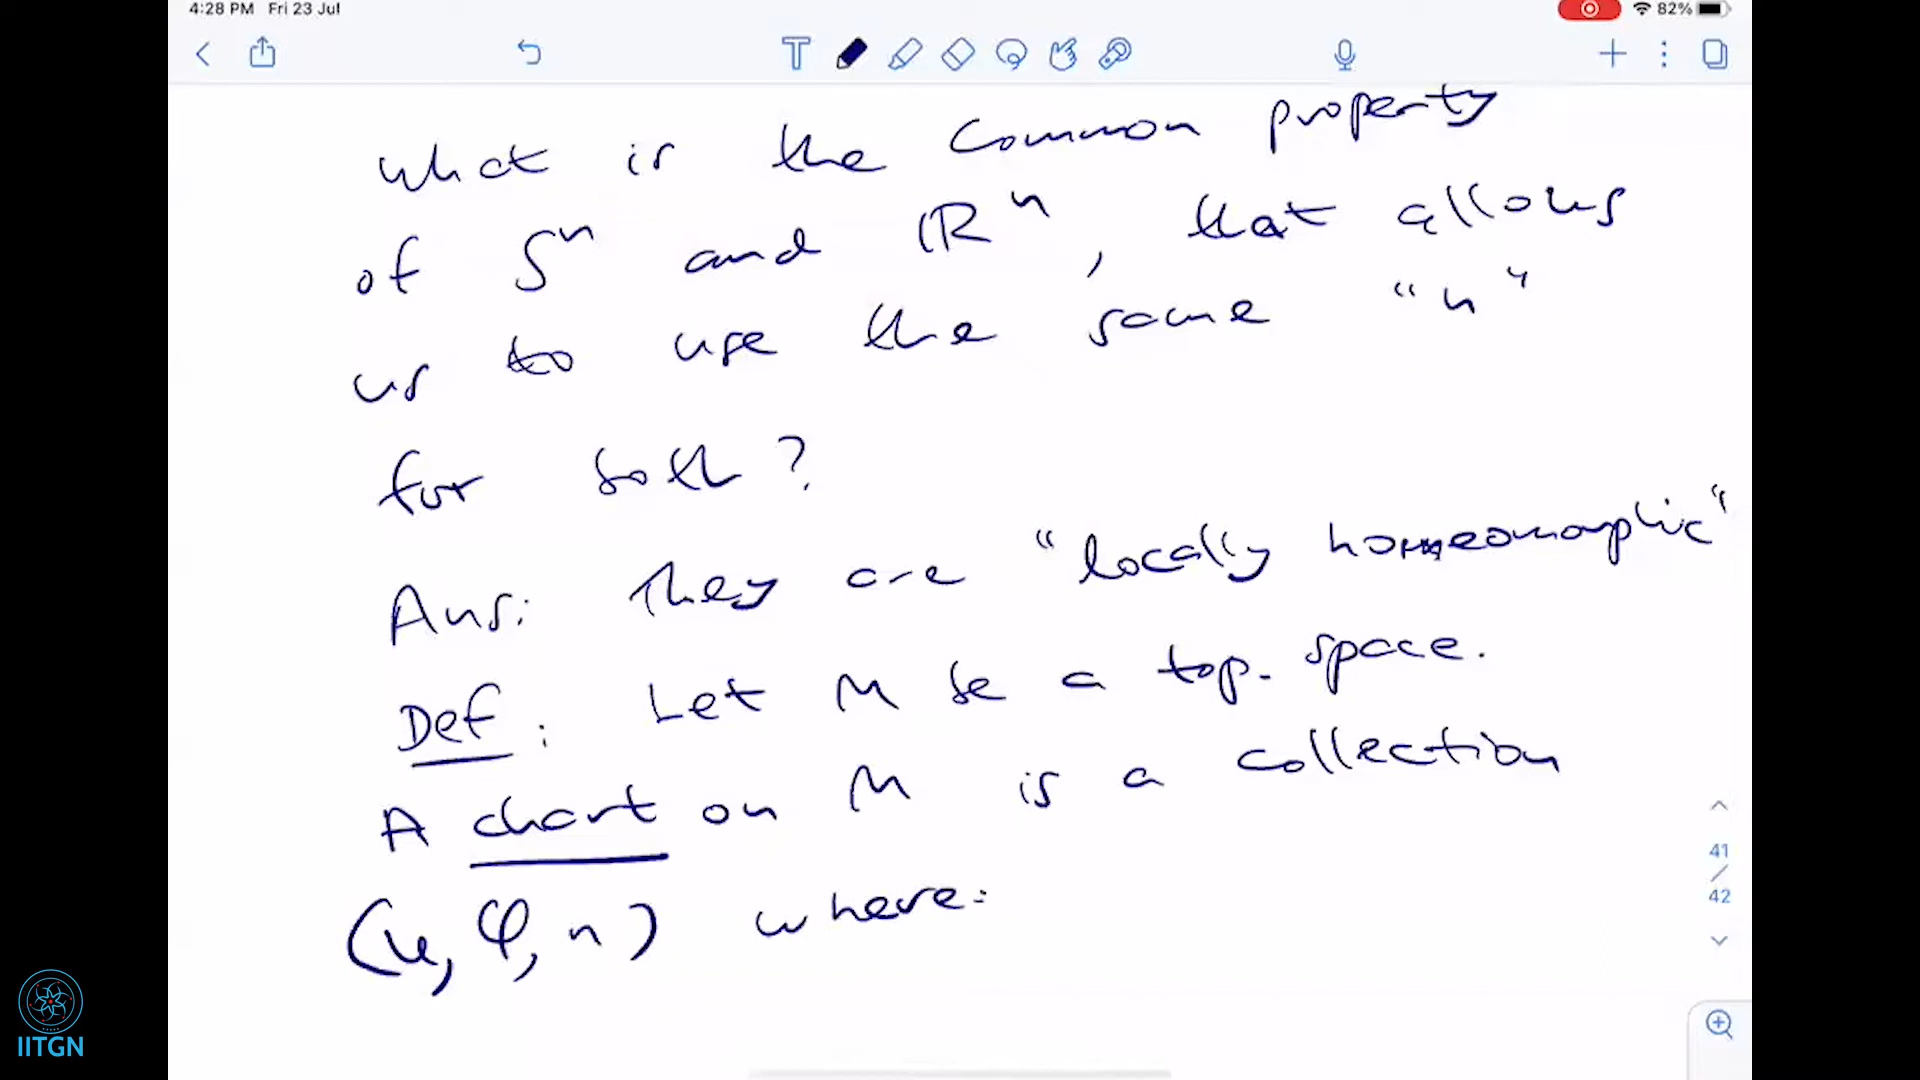 4:28 PM Fri 23 Jul
82%
What is the common property
of Sⁿ and ℝⁿ, that allows
us to use the same "n"
for both?
Ans: They are "locally homeomorphic"
Def: Let M be a top. space.
A chart on M is a collection
(U, φ, n) where:
41
/
42
IITGN